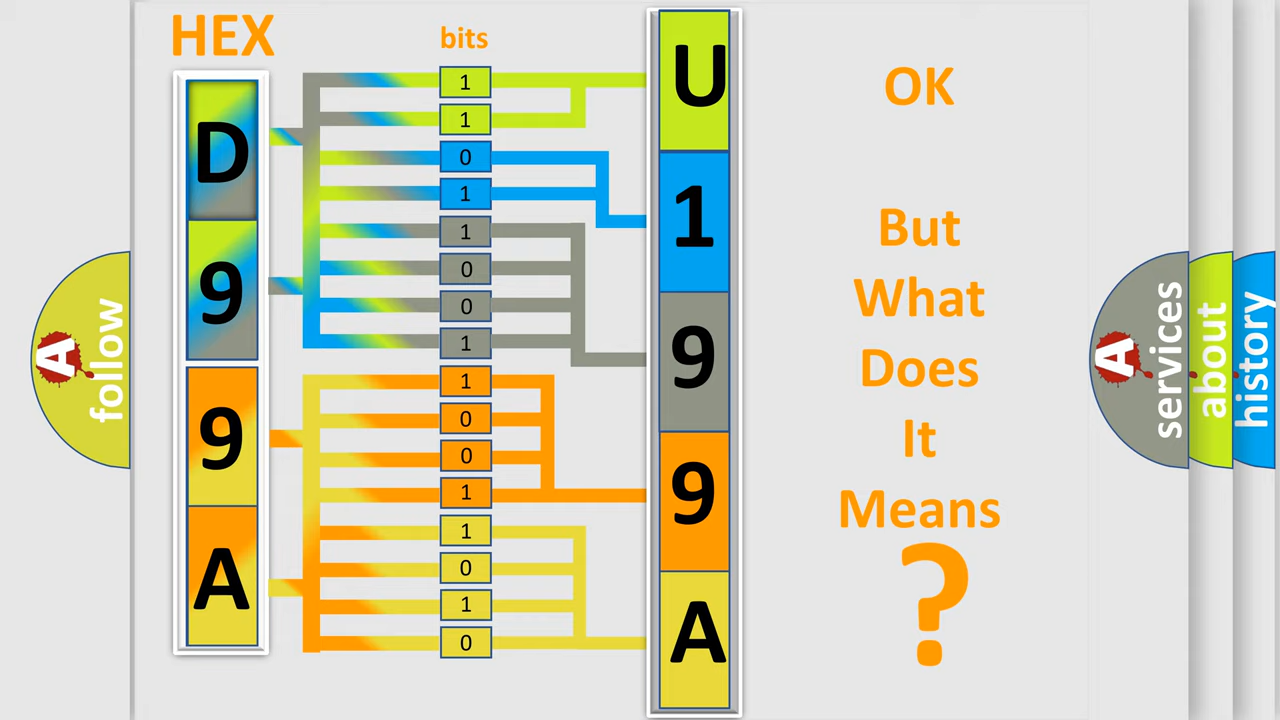 HEX
bits
D
9
9
A
1
1
0
1
1
0
0
1
1
0
0
1
1
0
1
0
U
1
9
9
A
OK
But
What
Does
It
Means
?
A
follow
A
services
about
history